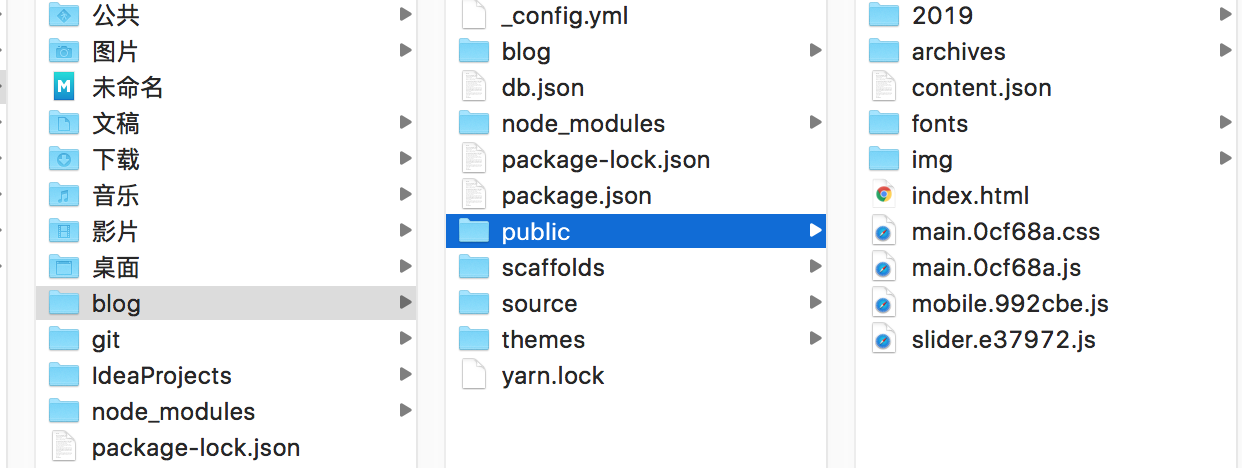 公共
图片
未命名
文稿
下载
音乐
影片
桌面
blog
git
IdeaProjects
node_modules
package-lock.json
_config.yml
blog
db.json
node_modules
package-lock.json
package.json
public
scaffolds
source
themes
yarn.lock
2019
archives
content.json
fonts
img
index.html
main.0cf68a.css
main.0cf68a.js
mobile.992cbe.js
slider.e37972.js